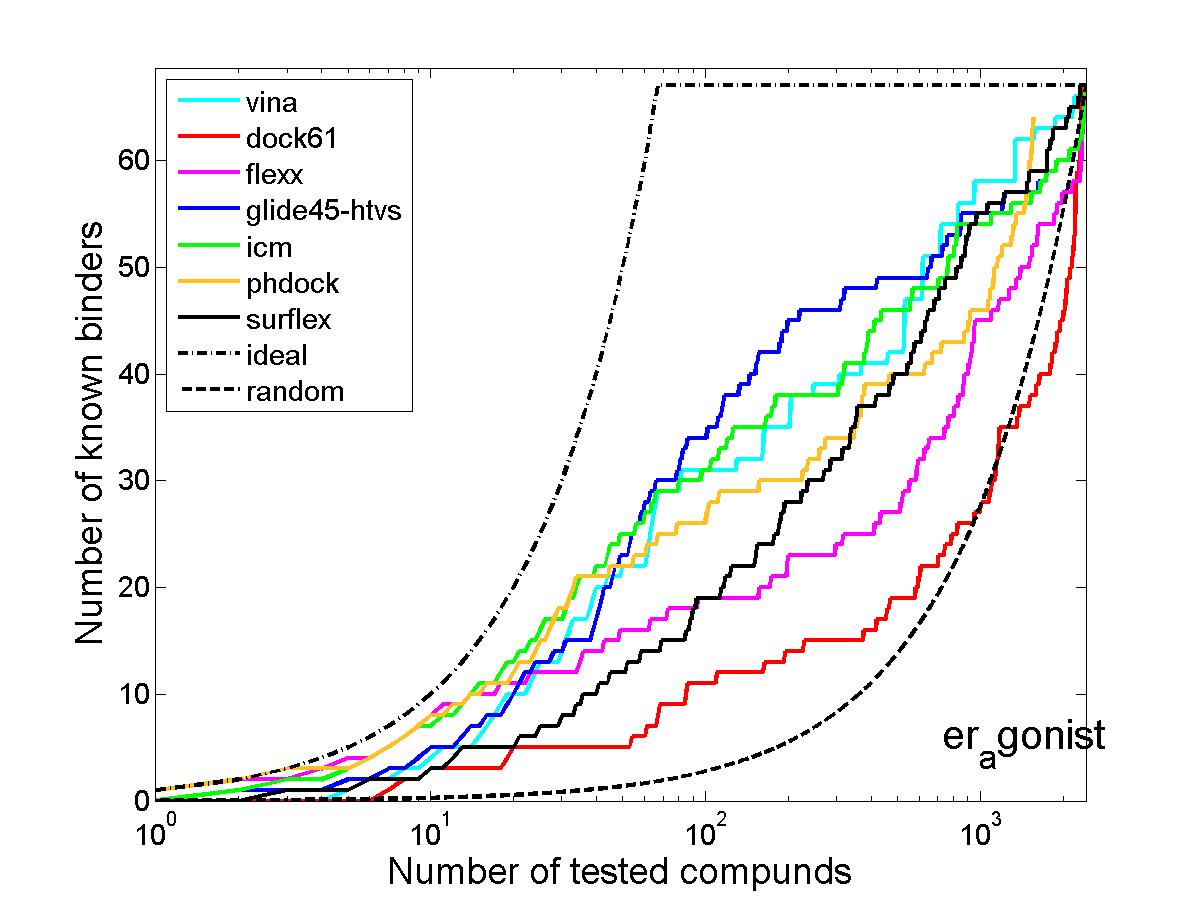 vina
dock61
flexx
glide45-htvs
icm
phdock
surflex
ideal
random
60
50
40
30
20
10
0
Number of known binders
10^0 10^1 10^2 10^3
Number of tested compunds
er_agonist